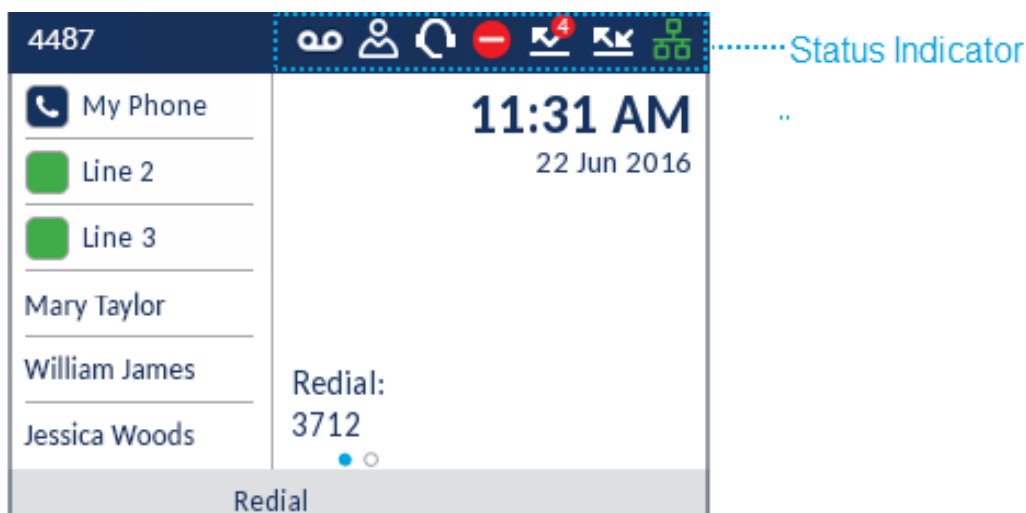 4487
4
Status Indicator
My Phone
11:31 AM
Line 2
22 Jun 2016
Line 3
Mary Taylor
William James
Redial:
Jessica Woods
3712
Redial